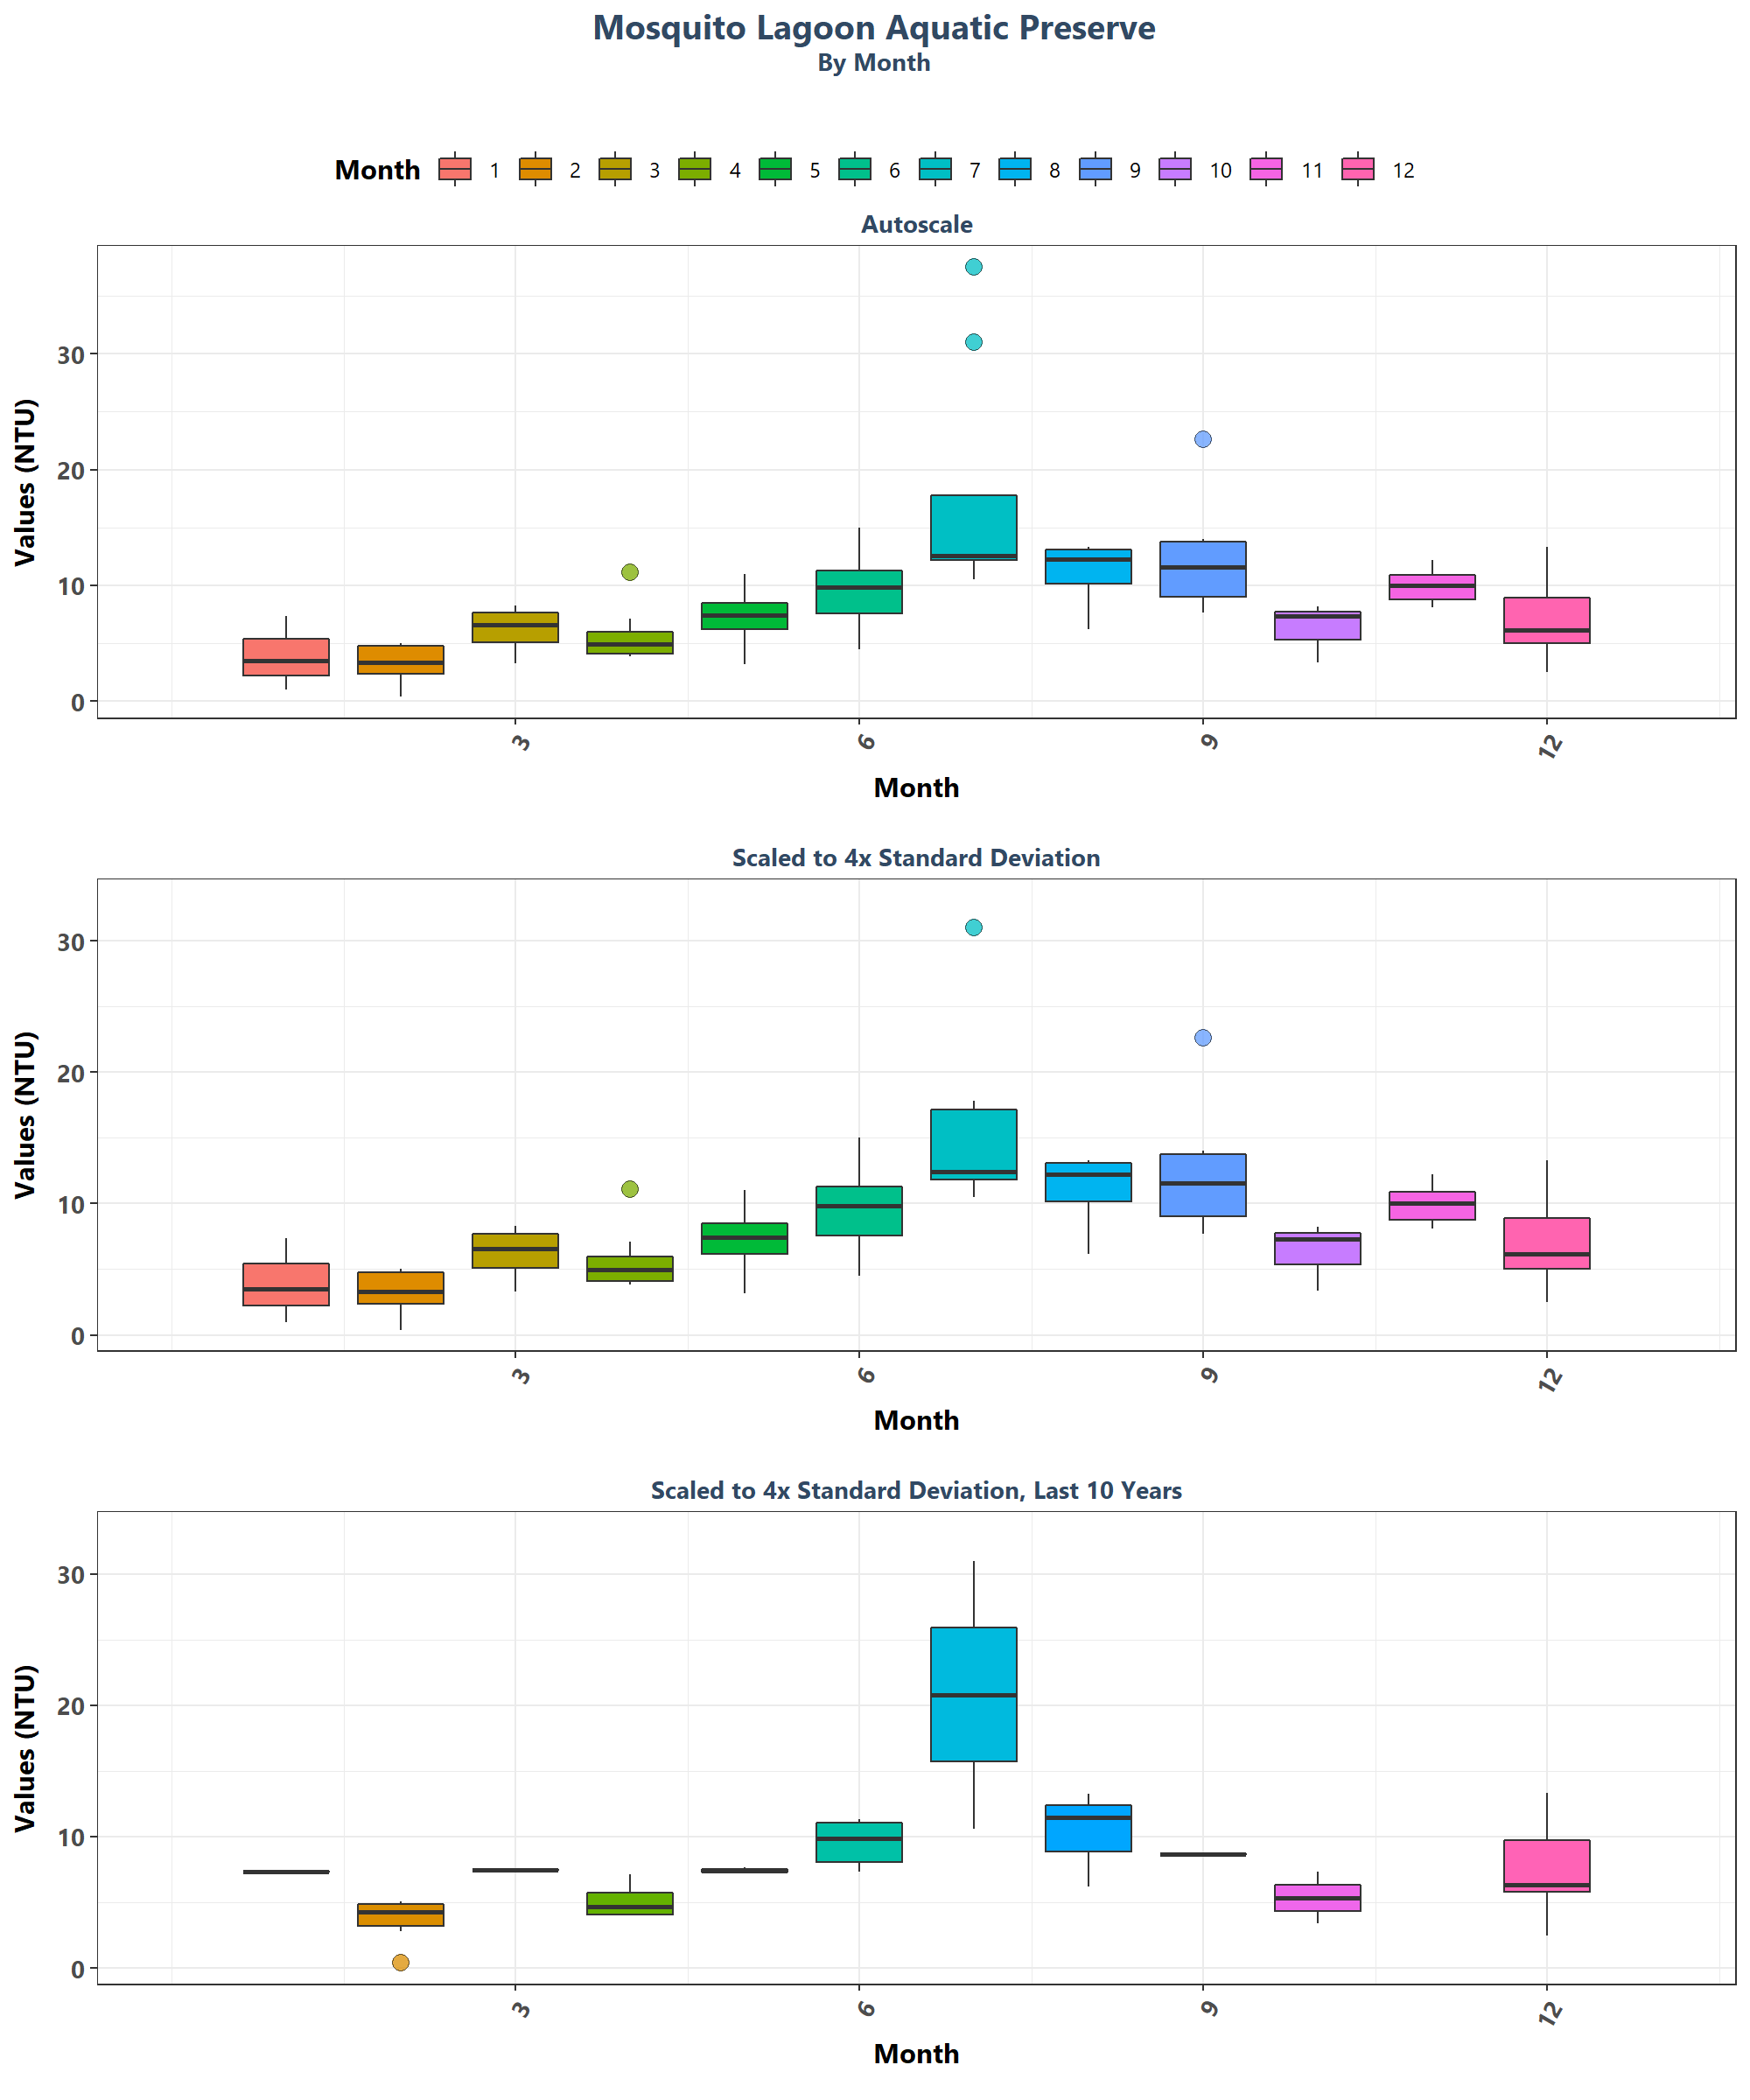 Mosquito Lagoon Aquatic Preserve
By Month
Month 1 2 3 4 5 6 7 8 9 10 11 12
Autoscale
Values (NTU)
30
20
10
0
3 6 9 12
Month
Scaled to 4x Standard Deviation
Values (NTU)
30
20
10
0
3 6 9 12
Month
Scaled to 4x Standard Deviation, Last 10 Years
Values (NTU)
30
20
10
0
3 6 9 12
Month